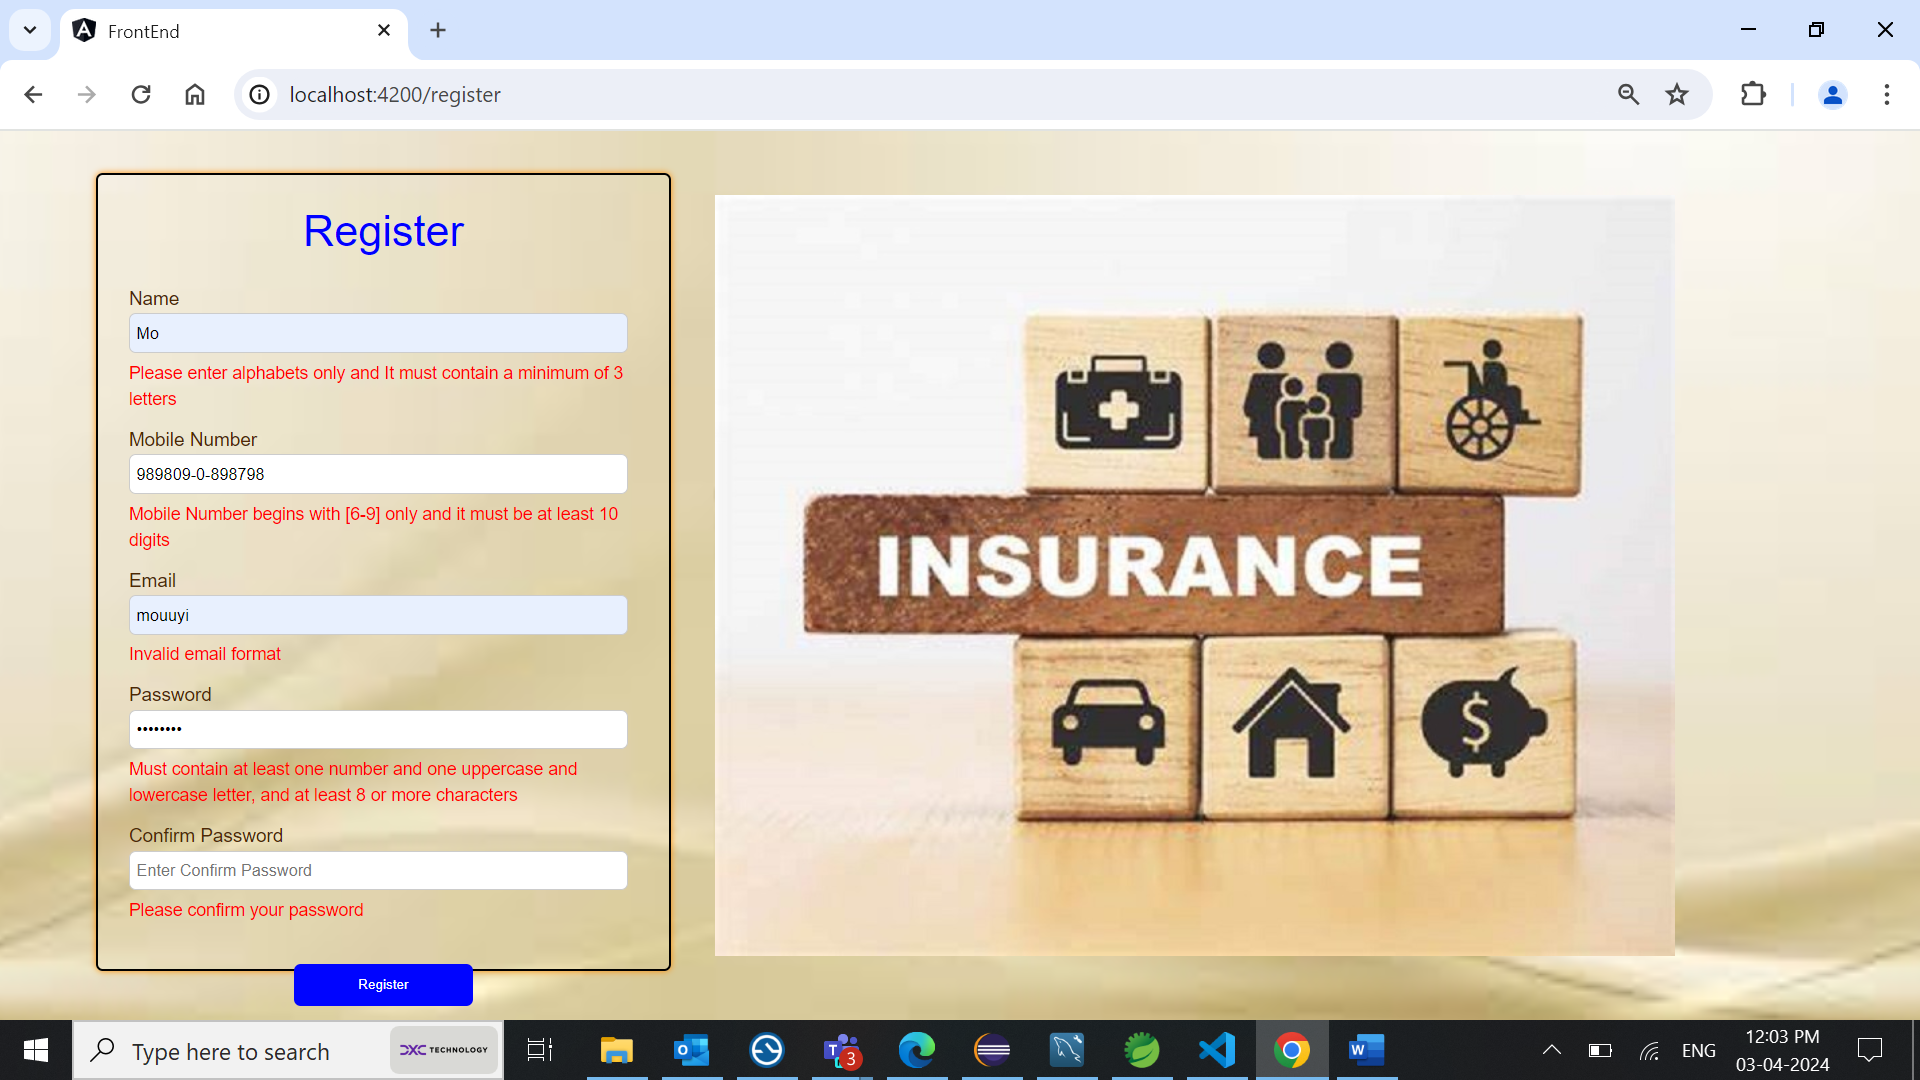 FrontEnd
localhost:4200/register
Register
Name
Mo
Please enter alphabets only and It must contain a minimum of 3
letters
Mobile Number
989809-0-898798
Mobile Number begins with [6-9] only and it must be at least 10
digits
Email
mouuyi
Invalid email format
Password
••••••••
Must contain at least one number and one uppercase and
lowercase letter, and at least 8 or more characters
Confirm Password
Enter Confirm Password
Please confirm your password
Register
INSURANCE
$
Type here to search
DXC TECHNOLOGY
3
ENG
12:03 PM
03-04-2024